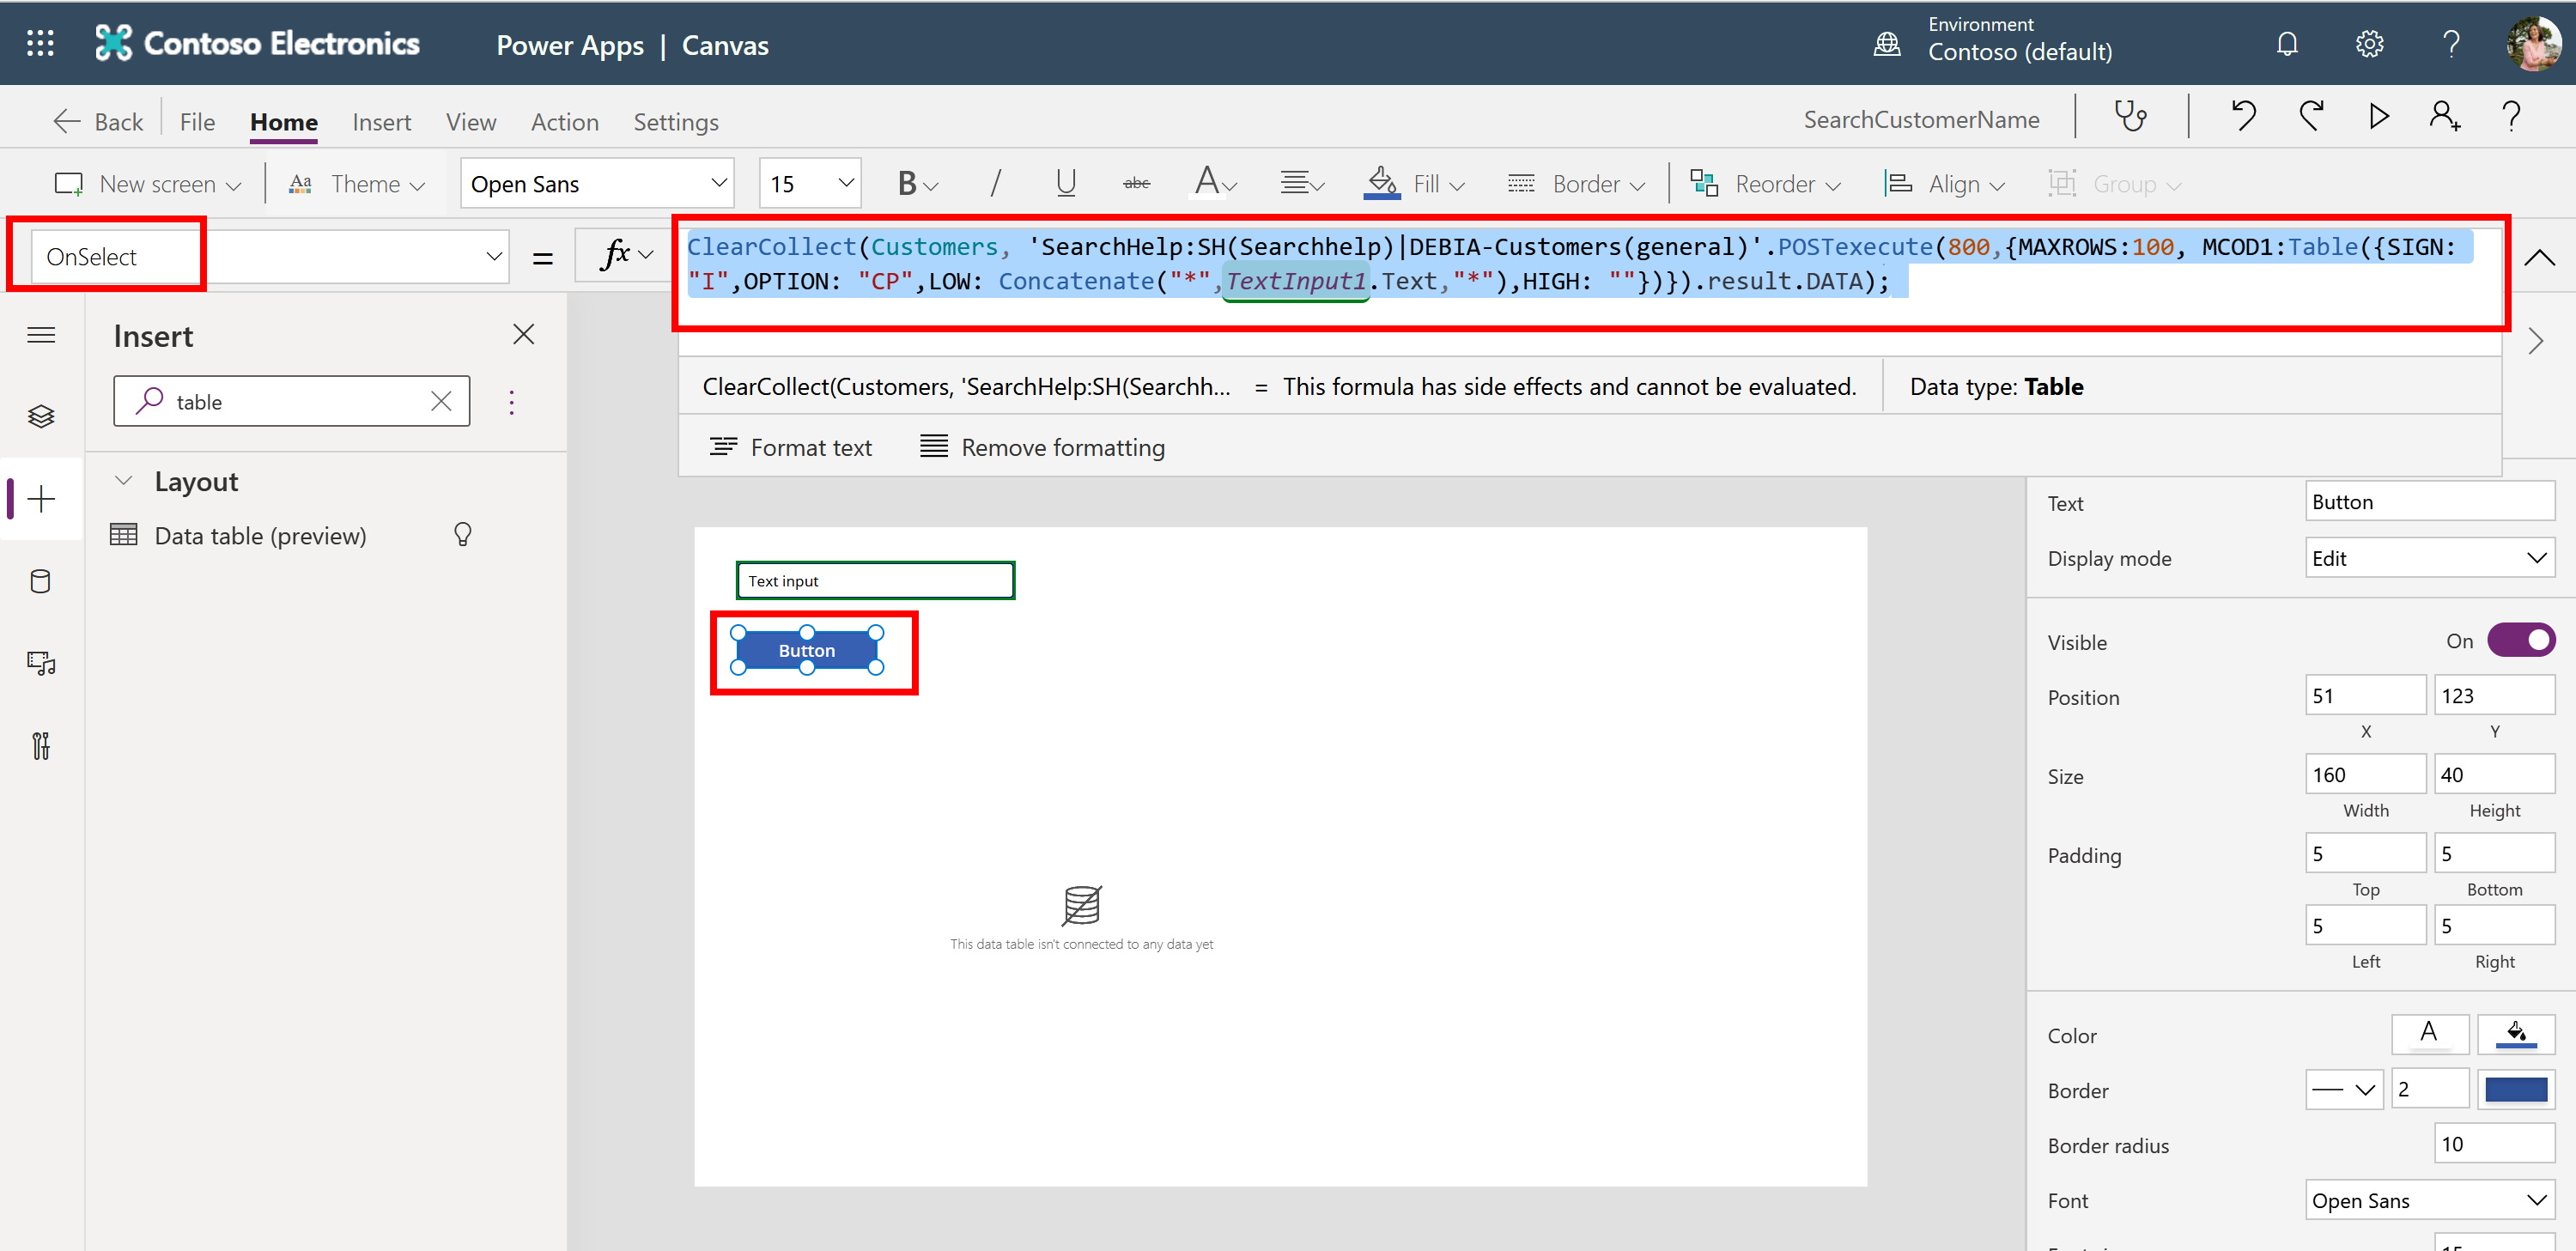 Contoso Electronics
Power Apps | Canvas
Environment
Contoso (default)
?
Back
File
Home
Insert
View
Action
Settings
SearchCustomerName
?
New screen
Aa Theme
Open Sans
15
B
/
U
abc
A
Fill
Border
Reorder
Align
Group
OnSelect
=
fx
ClearCollect(Customers, 'SearchHelp:SH(Searchhelp)|DEBIA-Customers(general)'.POSTexecute(800,{MAXROWS:100, MCOD1:Table({SIGN:
"I",OPTION: "CP",LOW: Concatenate("*",TextInput1.Text,"*"),HIGH: ""})}).result.DATA);
ClearCollect(Customers, 'SearchHelp:SH(Searchh... = This formula has side effects and cannot be evaluated.
Data type: Table
Format text
Remove formatting
Insert
table
Layout
Data table (preview)
Text input
Button
This data table isn't connected to any data yet
Text
Button
Display mode
Edit
Visible
On
Position
51
123
X
Y
Size
160
40
Width
Height
Padding
5
5
Top
Bottom
5
5
Left
Right
Color
A
Border
2
Border radius
10
Font
Open Sans